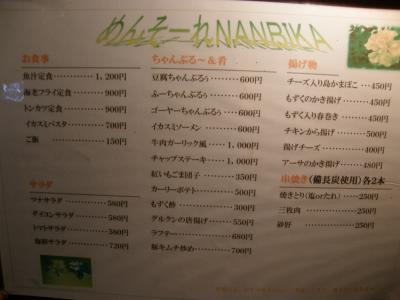 めんそーれNANBIKA
お食事
魚汁定食‥‥‥1,200円
海老フライ定食‥‥‥900円
トンカツ定食‥‥‥900円
イカスミパスタ‥‥‥700円
ご飯‥‥‥150円
サラダ
ツナサラダ‥‥‥580円
ダイコンサラダ‥‥‥580円
トマトサラダ‥‥‥580円
海鮮サラダ‥‥‥720円
ちゃんぷる〜&肴
豆腐ちゃんぷるぅ‥‥‥600円
ふーちゃんぷるぅ‥‥‥600円
ゴーヤーちゃんぷるぅ‥‥‥600円
イカスミソーメン‥‥‥600円
牛肉ガーリック風‥‥‥1,000円
チャップステーキ‥‥‥1,000円
紅いもごま団子‥‥‥350円
カーリーポテト‥‥‥500円
もずく酢‥‥‥300円
グルクンの唐揚げ‥‥‥550円
ラフテー‥‥‥680円
豚キムチ炒め‥‥‥700円
揚げ物
チーズ入り島かまぼこ‥‥450円
もずくのかき揚げ‥‥‥450円
もずく入り春巻き‥‥‥450円
チキンから揚げ‥‥‥500円
揚げチーズ‥‥‥400円
アーサのかき揚げ‥‥‥480円
串焼き(備長炭使用)各2本
焼きとり(塩orたれ)‥‥250円
三枚肉‥‥‥250円
砂肝‥‥‥250円